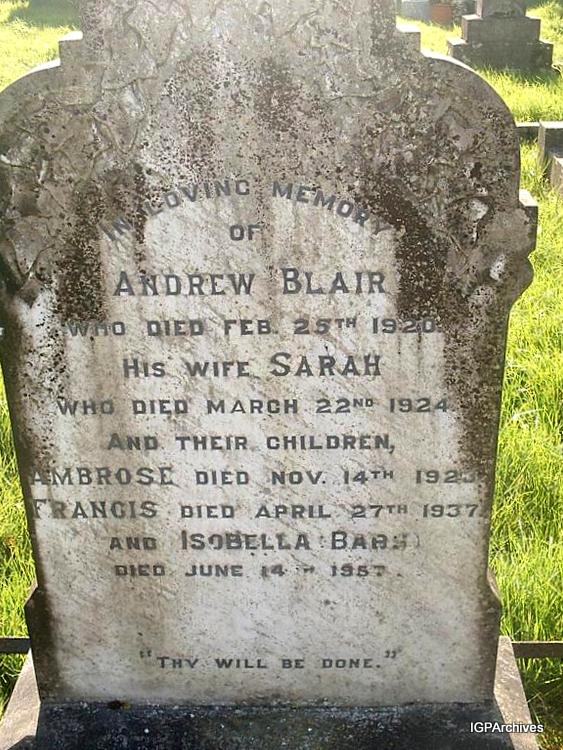 IN LOVING MEMORY
OF
ANDREW BLAIR
WHO DIED FEB. 25TH 1920
HIS WIFE SARAH
WHO DIED MARCH 22ND 1924
AND THEIR CHILDREN,
AMBROSE DIED NOV. 14TH
FRANCIS DIED APRIL 27TH 1937
AND ISOBELLA
DIED JUNE 14TH 1957.
"THY WILL BE DONE."
IGPArchives